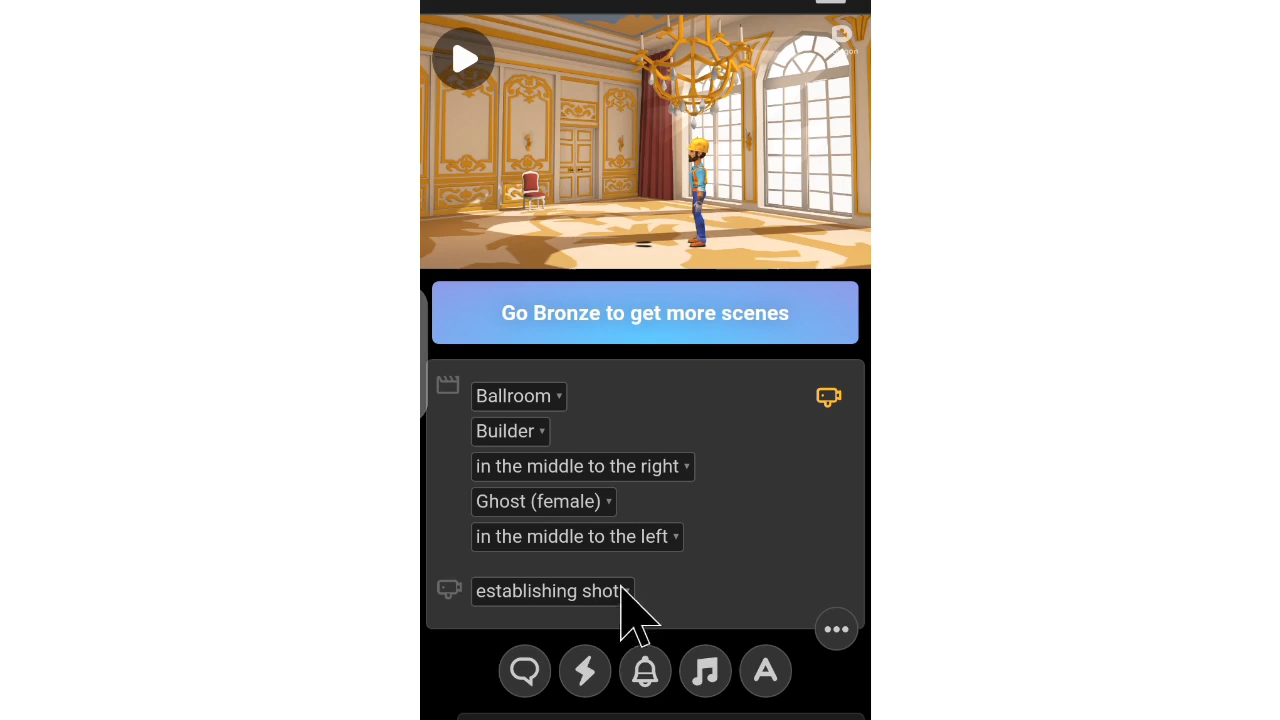 Go Bronze to get more scenes
Ballroom
Builder
in the middle to the right
Ghost (female)
in the middle to the left
establishing shot